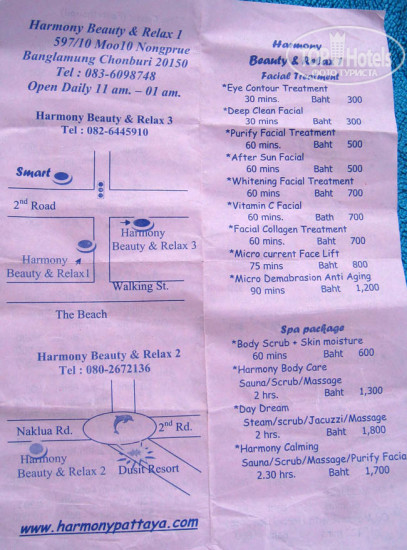 Harmony Beauty & Relax 1
597/10 Moo10 Nongprue
Banglamung Chonburi 20150
Tel : 083-6098748
Open Daily 11 am. – 01 am.
Harmony Beauty & Relax 3
Tel : 082-6445910
Smart
2nd Road
Harmony
Beauty & Relax 3
Harmony
Beauty & Relax1
Walking St.
The Beach
Harmony Beauty & Relax 2
Tel : 080-2672136
Naklua Rd.
2nd Rd.
Harmony
Beauty & Relax 2
Dusit Resort
www.harmonypattaya.com
Harmony
Beauty & Relax
Facial Treatment
*Eye Contour Treatment
30 mins. Baht 300
*Deep Clean Facial
30 mins. Baht 300
*Purify Facial Treatment
60 mins. Baht 500
*After Sun Facial
60 mins Baht 500
*Whitening Facial Treatment
60 mins. Baht 700
*Vitamin C Facial
60 mins. Bath 700
*Facial Collagen Treatment
60 mins. Baht 700
*Micro current Face Lift
75 mins Baht 800
*Micro Demabrasion Anti Aging
90 mins Baht 1,200
Spa package
*Body Scrub + Skin moisture
60 mins Baht 600
*Harmony Body Care
Sauna/Scrub/Massage
2 hrs. Baht 1,300
*Day Dream
Steam/scrub/Jacuzzi/Massage
2 hrs. Baht 1,800
*Harmony Calming
Sauna/Scrub/Massage/Purify Facia
2.30 hrs. Baht 1,700
TopHotels